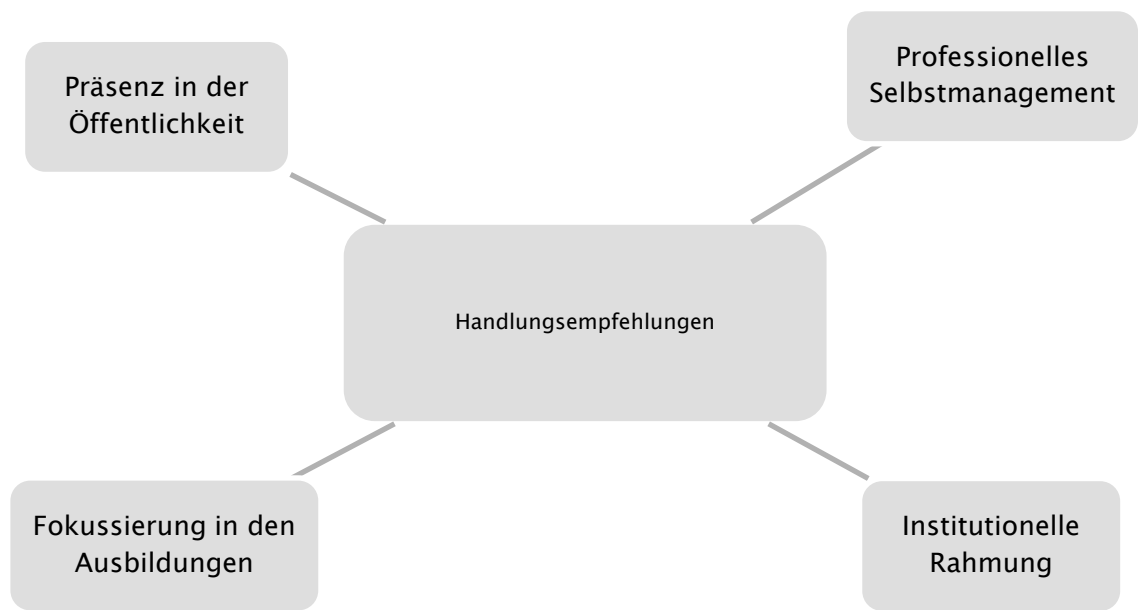 Präsenz in der
Öffentlichkeit
Professionelles
Selbstmanagement
Handlungsempfehlungen
Fokussierung in den
Ausbildungen
Institutionelle
Rahmung